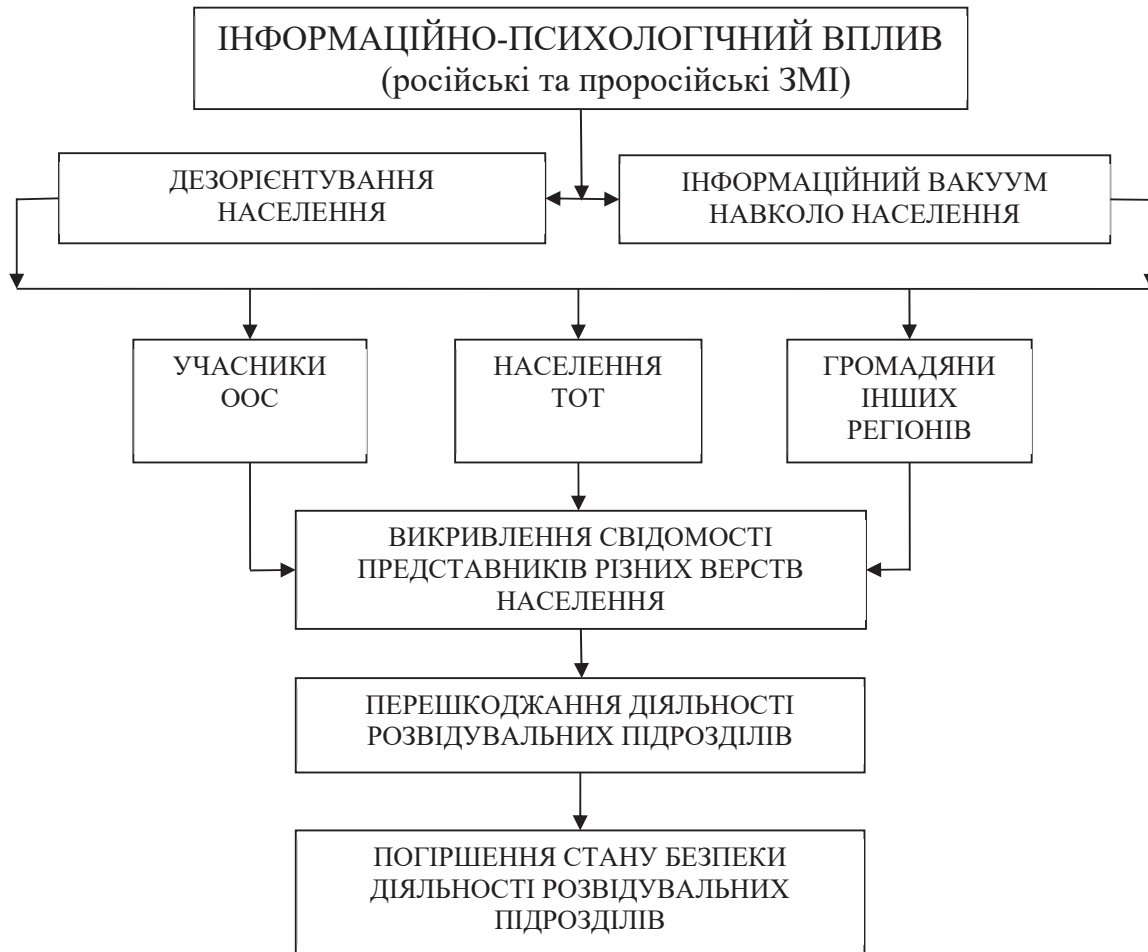 ІНФОРМАЦІЙНО-ПСИХОЛОГІЧНИЙ ВПЛИВ
(російські та проросійські ЗМІ)
ДЕЗОРІЄНТУВАННЯ
НАСЕЛЕННЯ
ІНФОРМАЦІЙНИЙ ВАКУУМ
НАВКОЛО НАСЕЛЕННЯ
УЧАСНИКИ
ООС
НАСЕЛЕННЯ
ТОТ
ГРОМАДЯНИ
ІНШИХ
РЕГІОНІВ
ВИКРИВЛЕННЯ СВІДОМОСТІ
ПРЕДСТАВНИКІВ РІЗНИХ ВЕРСТВ
НАСЕЛЕННЯ
ПЕРЕШКОДЖАННЯ ДІЯЛЬНОСТІ
РОЗВІДУВАЛЬНИХ ПІДРОЗДІЛІВ
ПОГІРШЕННЯ СТАНУ БЕЗПЕКИ
ДІЯЛЬНОСТІ РОЗВІДУВАЛЬНИХ
ПІДРОЗДІЛІВ